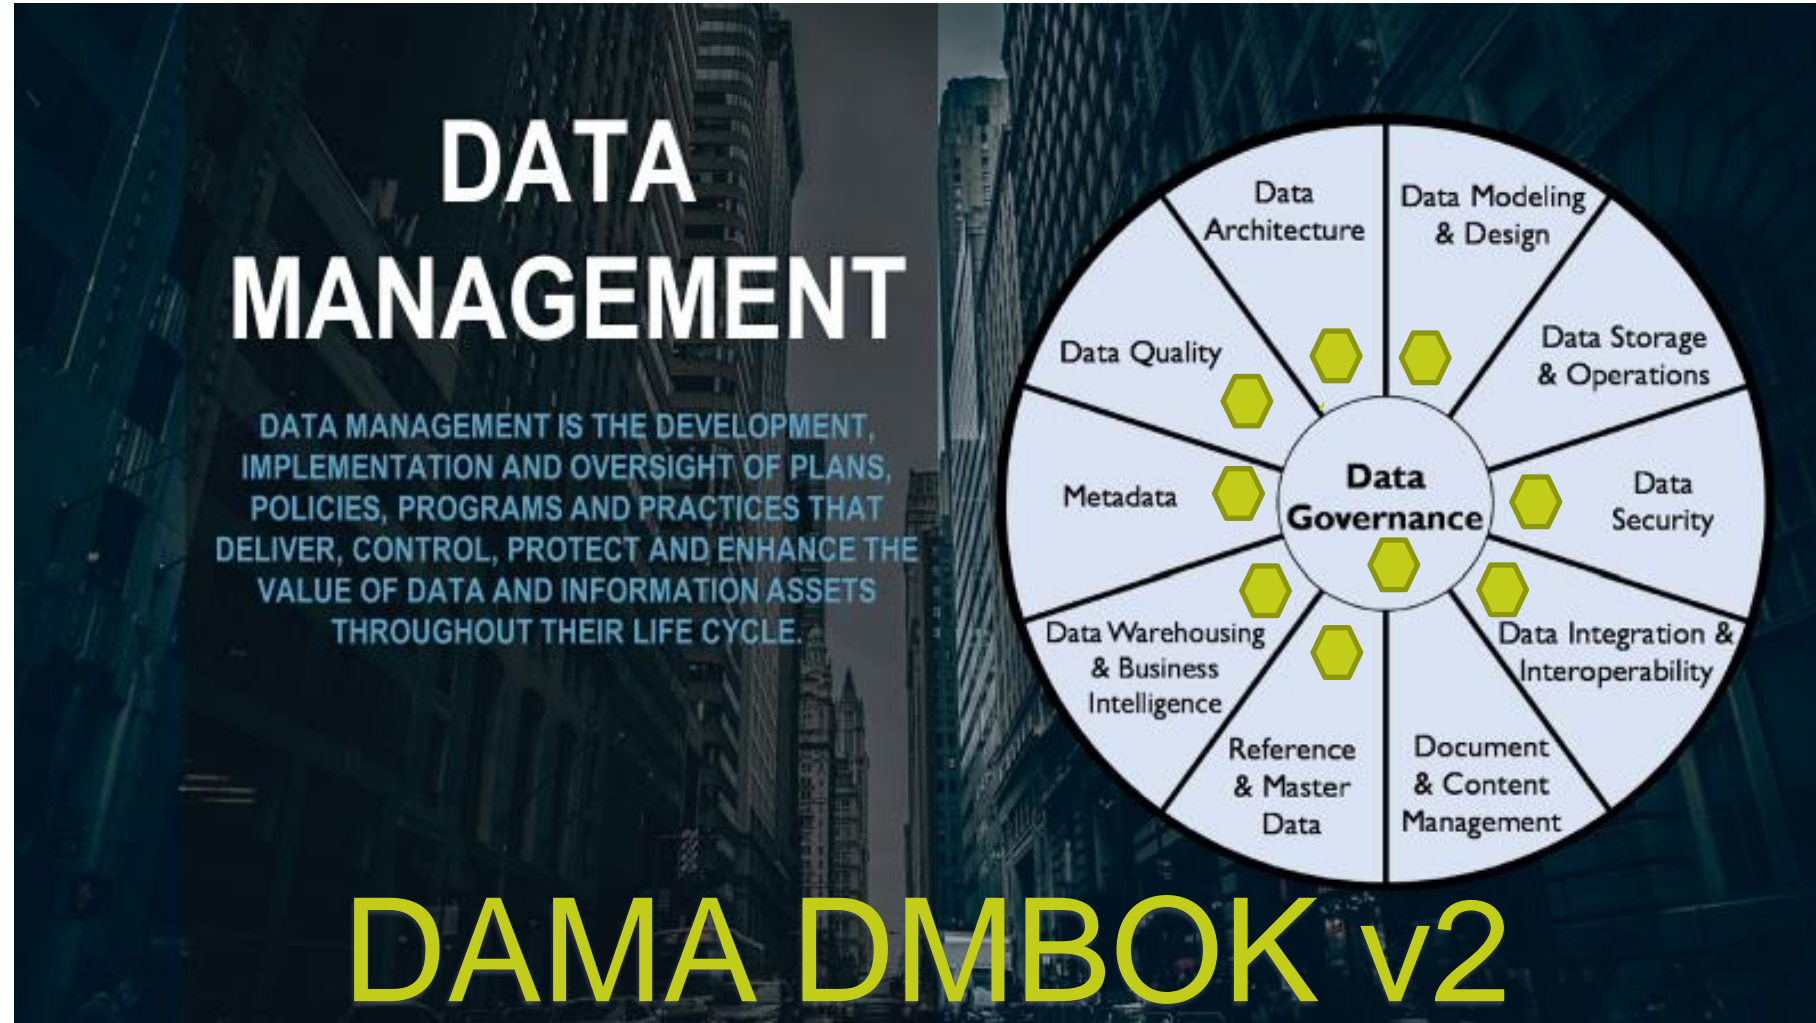 DATA
MANAGEMENT
DATA MANAGEMENT IS THE DEVELOPMENT,
IMPLEMENTATION AND OVERSIGHT OF PLANS,
POLICIES, PROGRAMS AND PRACTICES THAT
DELIVER, CONTROL, PROTECT AND ENHANCE THE
VALUE OF DATA AND INFORMATION ASSETS
THROUGHOUT THEIR LIFE CYCLE.
Data
Architecture
Data Modeling
& Design
Data Quality
Data Storage
& Operations
Metadata
Data
Governance
Data
Security
Data Warehousing
& Business
Intelligence
Data Integration &
Interoperability
Reference
& Master
Data
Document
& Content
Management
DAMA DMBOK v2